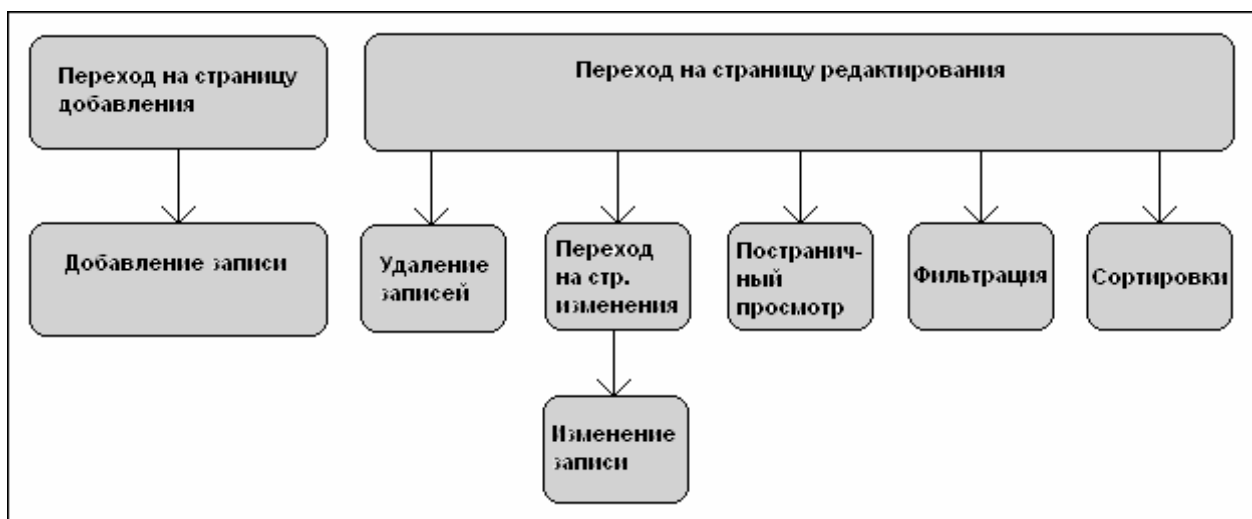 Переход на страницу
добавления
Переход на страницу редактирования
Добавление записи
Удаление
записей
Переход
на стр.
изменения
Постранич-
ный
просмотр
Фильтрация
Сортировки
Изменение
записи